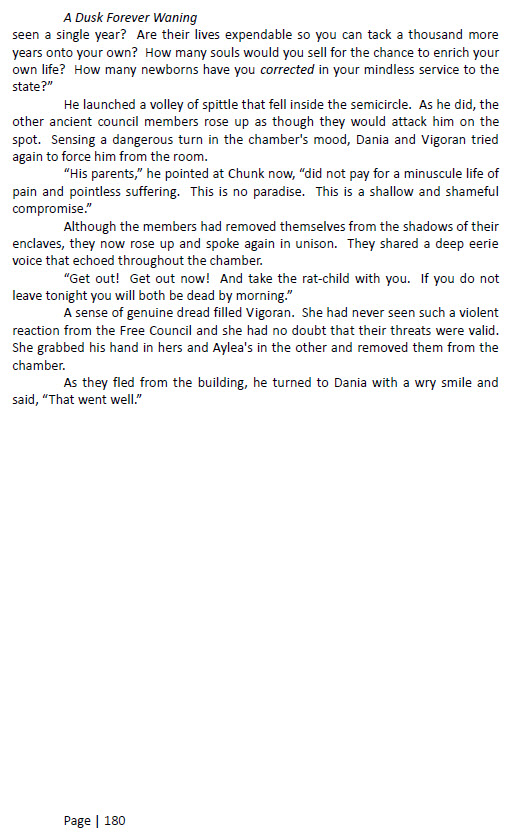 A Dusk Forever Waning
seen a single year?  Are their lives expendable so you can tack a thousand more
years onto your own?  How many souls would you sell for the chance to enrich your
own life?  How many newborns have you corrected in your mindless service to the
state?”
He launched a volley of spittle that fell inside the semicircle.  As he did, the
other ancient council members rose up as though they would attack him on the
spot.  Sensing a dangerous turn in the chamber's mood, Dania and Vigoran tried
again to force him from the room.
“His parents,” he pointed at Chunk now, “did not pay for a minuscule life of
pain and pointless suffering.  This is no paradise.  This is a shallow and shameful
compromise.”
Although the members had removed themselves from the shadows of their
enclaves, they now rose up and spoke again in unison.  They shared a deep eerie
voice that echoed throughout the chamber.
“Get out!  Get out now!  And take the rat-child with you.  If you do not
leave tonight you will both be dead by morning.”
A sense of genuine dread filled Vigoran.  She had never seen such a violent
reaction from the Free Council and she had no doubt that their threats were valid.
She grabbed his hand in hers and Aylea's in the other and removed them from the
chamber.
As they fled from the building, he turned to Dania with a wry smile and
said, “That went well.”
Page | 180